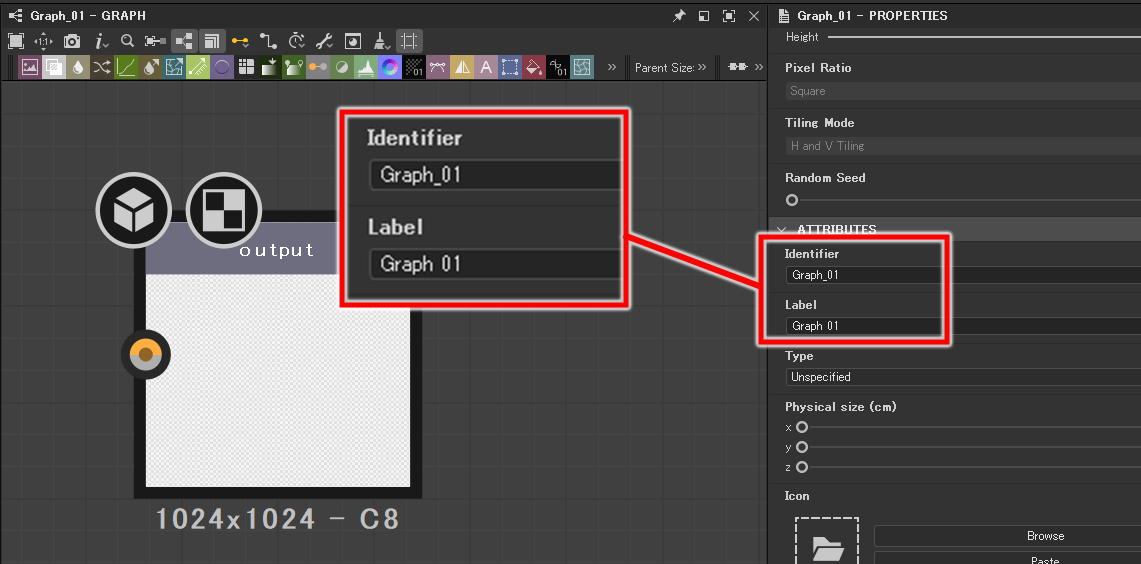 Graph_01 – GRAPH
01
A
01
Parent Size:
output
1024x1024 – C8
Identifier
Graph_01
Label
Graph 01
Graph_01 – PROPERTIES
Height
Pixel Ratio
Square
Tiling Mode
H and V Tiling
Random Seed
ATTRIBUTES
Identifier
Graph_01
Label
Graph 01
Type
Unspecified
Physical size (cm)
x
y
z
Icon
Browse
Paste